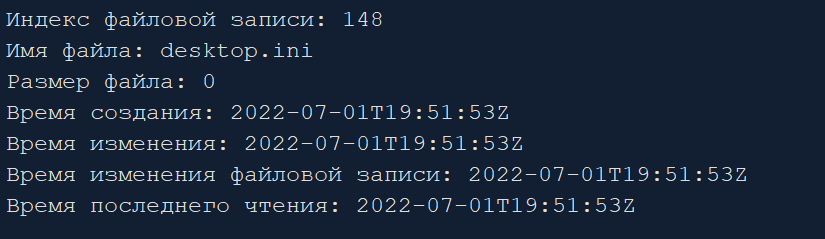 Индекс файловой записи: 148
Имя файла: desktop.ini
Размер файла: 0
Время создания: 2022-07-01T19:51:53Z
Время изменения: 2022-07-01T19:51:53Z
Время изменения файловой записи: 2022-07-01T19:51:53Z
Время последнего чтения: 2022-07-01T19:51:53Z